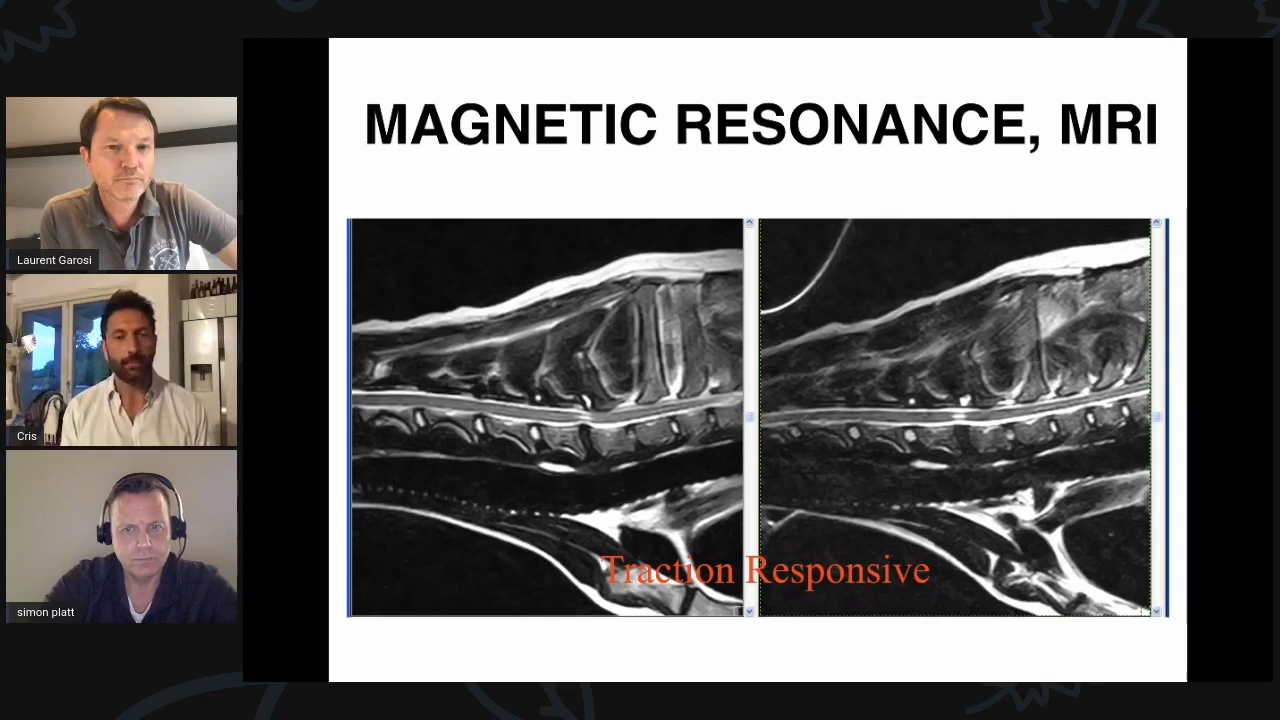 MAGNETIC RESONANCE, MRI
Laurent Garosi
Cris
simon platt
Traction Responsive